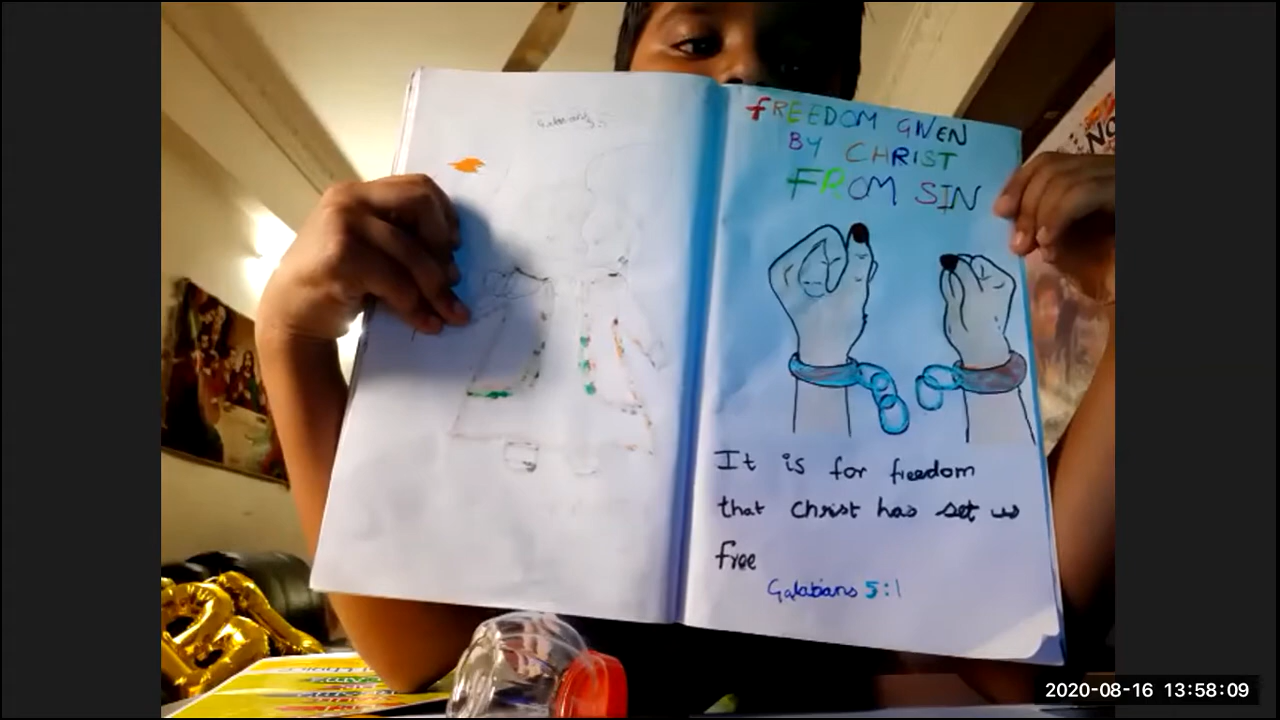 FREEDOM GIVEN
BY CHRIST
FROM SIN
It is for freedom
that Christ has set us
free
Galatians 5:1
NO
2020-08-16 13:58:09